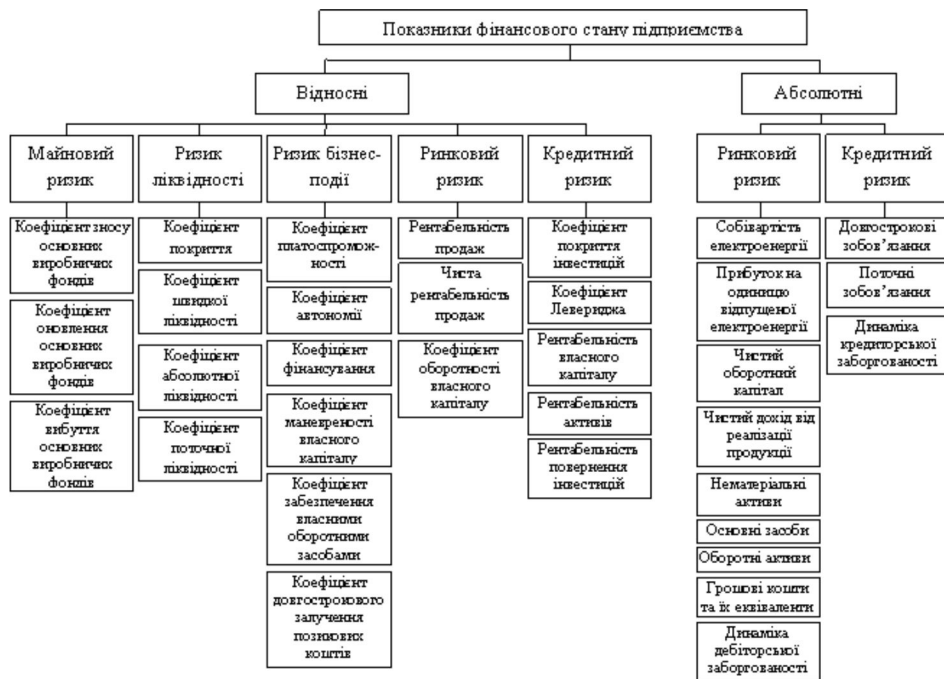 Показники фінансового стану підприємства
Відносні
Абсолютні
Майновий
ризик
Ризик
ліквідності
Ризик бізнес-
події
Ринковий
ризик
Кредитний
ризик
Ринковий
ризик
Кредитний
ризик
Коефіцієнт зносу
основних
виробничих
фондів
Коефіцієнт
оновлення
основних
виробничих
фондів
Коефіцієнт
вибуття
основних
виробничих
фондів
Коефіцієнт
покриття
Коефіцієнт
швидкої
ліквідності
Коефіцієнт
абсолютної
ліквідності
Коефіцієнт
поточної
ліквідності
Коефіцієнт
платоспромож-
ності
Коефіцієнт
автономії
Коефіцієнт
фінансування
Коефіцієнт
маневреності
власного
капіталу
Коефіцієнт
забезпечення
власними
оборотними
засобами
Коефіцієнт
довгострокового
залучення
позикових
коштів
Рентабельність
продаж
Чиста
рентабельність
продаж
Коефіцієнт
оборотності
власного
капіталу
Коефіцієнт
покриття
інвестицій
Коефіцієнт
Левериджа
Рентабельність
власного
капіталу
Рентабельність
активів
Рентабельність
повернення
інвестицій
Собівартість
електроенергії
Прибуток на
одиницю
відпущеної
електроенергії
Чистий
оборотний
капітал
Чистий дохід від
реалізації
продукції
Нематеріальні
активи
Основні засоби
Оборотні активи
Грошові кошти
та їх еквіваленти
Динаміка
дебіторської
заборгованості
Довгострокові
зобов’язання
Поточні
зобов’язання
Динаміка
кредиторської
заборгованості